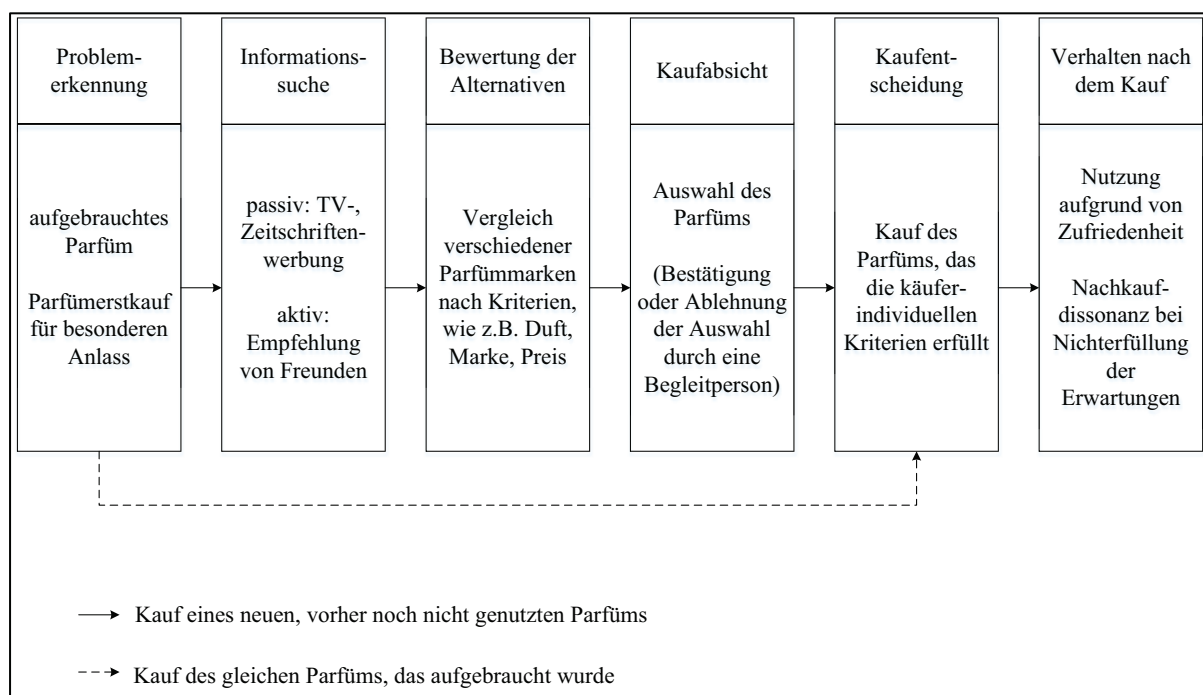 Problem-
erkennung
Informations-
suche
Bewertung der
Alternativen
Kaufabsicht
Kaufent-
scheidung
Verhalten nach
dem Kauf
aufgebrauchtes
Parfüm
Parfümerstkauf
für besonderen
Anlass
passiv: TV-,
Zeitschriften-
werbung
aktiv:
Empfehlung
von Freunden
Vergleich
verschiedener
Parfümmarken
nach Kriterien,
wie z.B. Duft,
Marke, Preis
Auswahl des
Parfüms
(Bestätigung
oder Ablehnung
der Auswahl
durch eine
Begleitperson)
Kauf des
Parfüms, das
die käufer-
individuellen
Kriterien erfüllt
Nutzung
aufgrund von
Zufriedenheit
Nachkauf-
dissonanz bei
Nichterfüllung
der
Erwartungen
Kauf eines neuen, vorher noch nicht genutzten Parfüms
Kauf des gleichen Parfüms, das aufgebraucht wurde